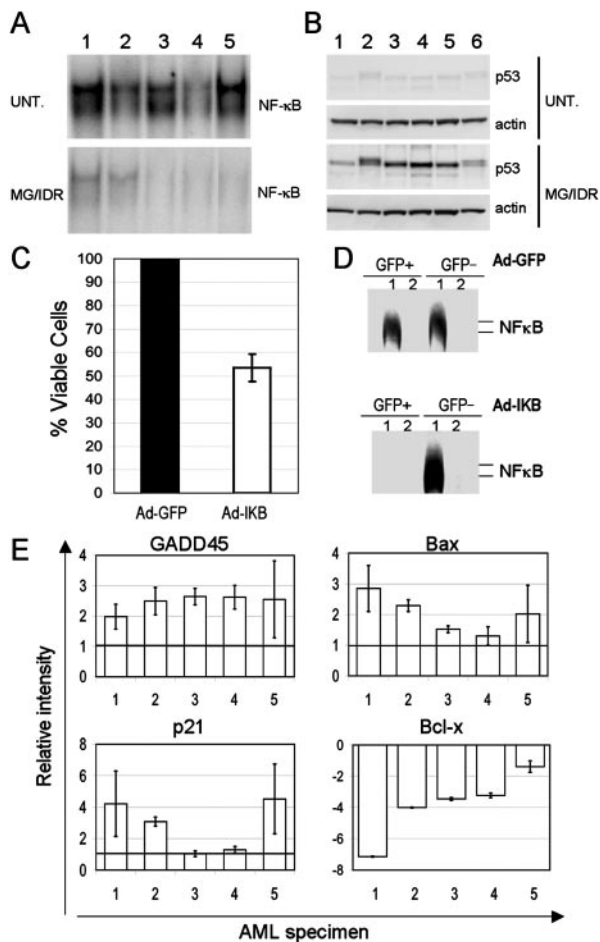 A
1 2 3 4 5
UNT.
NF-κB
MG/IDR
NF-κB
B
1 2 3 4 5 6
p53
actin
UNT.
p53
actin
MG/IDR
C
% Viable Cells
100
90
80
70
60
50
40
30
20
10
0
Ad-GFP Ad-IKB
D
Ad-GFP
GFP+ GFP–
1 2 1 2
NFκB
Ad-IKB
GFP+ GFP–
1 2 1 2
NFκB
E
Relative intensity
GADD45
4
3
2
1
0
1 2 3 4 5
Bax
4
3
2
1
0
1 2 3 4 5
p21
8
6
4
2
0
1 2 3 4 5
Bcl-x
0
-2
-4
-6
-8
1 2 3 4 5
AML specimen